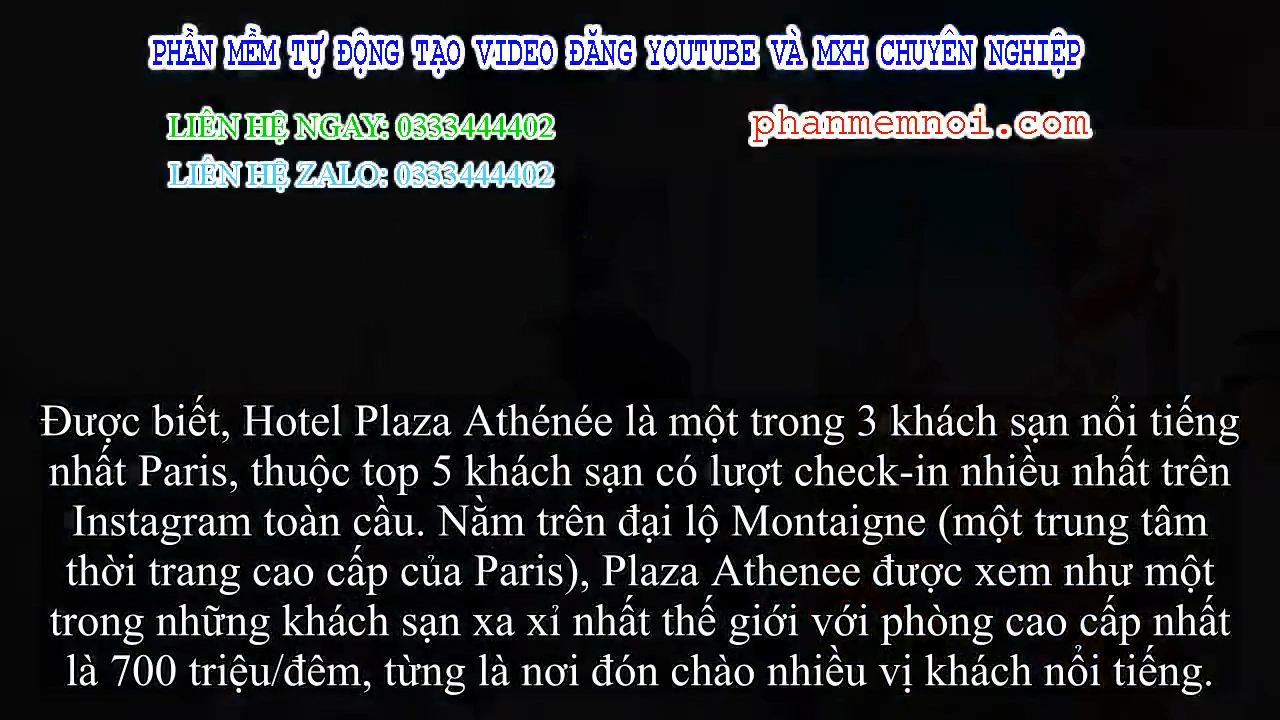 PHẦN MỀM TỰ ĐỘNG TẠO VIDEO ĐĂNG YOUTUBE VÀ MXH CHUYÊN NGHIỆP
LIÊN HỆ NGAY: 0333444402
phanmemnoi.com
LIÊN HỆ ZALO: 0333444402
Được biết, Hotel Plaza Athénée là một trong 3 khách sạn nổi tiếng
nhất Paris, thuộc top 5 khách sạn có lượt check-in nhiều nhất trên
Instagram toàn cầu. Nằm trên đại lộ Montaigne (một trung tâm
thời trang cao cấp của Paris), Plaza Athenee được xem như một
trong những khách sạn xa xỉ nhất thế giới với phòng cao cấp nhất
là 700 triệu/đêm, từng là nơi đón chào nhiều vị khách nổi tiếng.